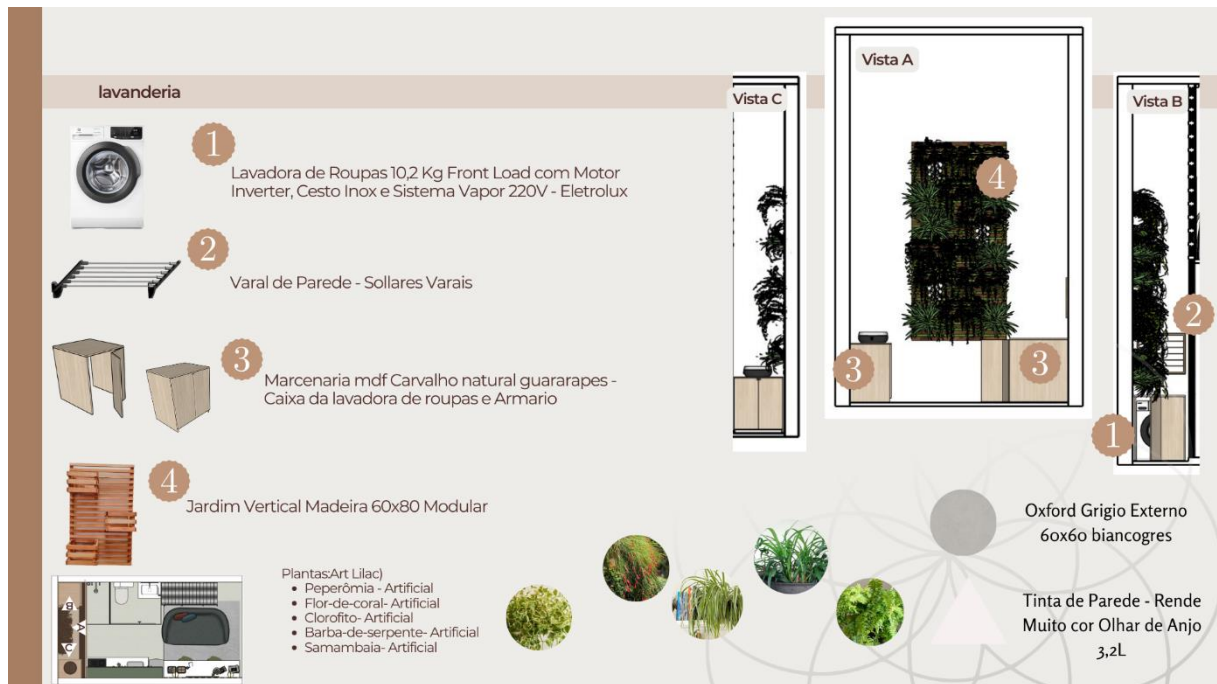 lavanderia
1
Lavadora de Roupas 10,2 Kg Front Load com Motor
Inverter, Cesto Inox e Sistema Vapor 220V - Eletrolux
2
Varal de Parede - Sollares Varais
3
Marcenaria mdf Carvalho natural guararapes -
Caixa da lavadora de roupas e Armario
4
Jardim Vertical Madeira 60x80 Modular
Plantas:Art Lilac)
Peperômia - Artificial
Flor-de-coral- Artificial
Clorofito- Artificial
Barba-de-serpente- Artificial
Samambaia- Artificial
B
A
C
Vista C
Vista A
4
3
3
Vista B
2
1
Oxford Grigio Externo
60x60 biancogres
Tinta de Parede - Rende
Muito cor Olhar de Anjo
3,2L